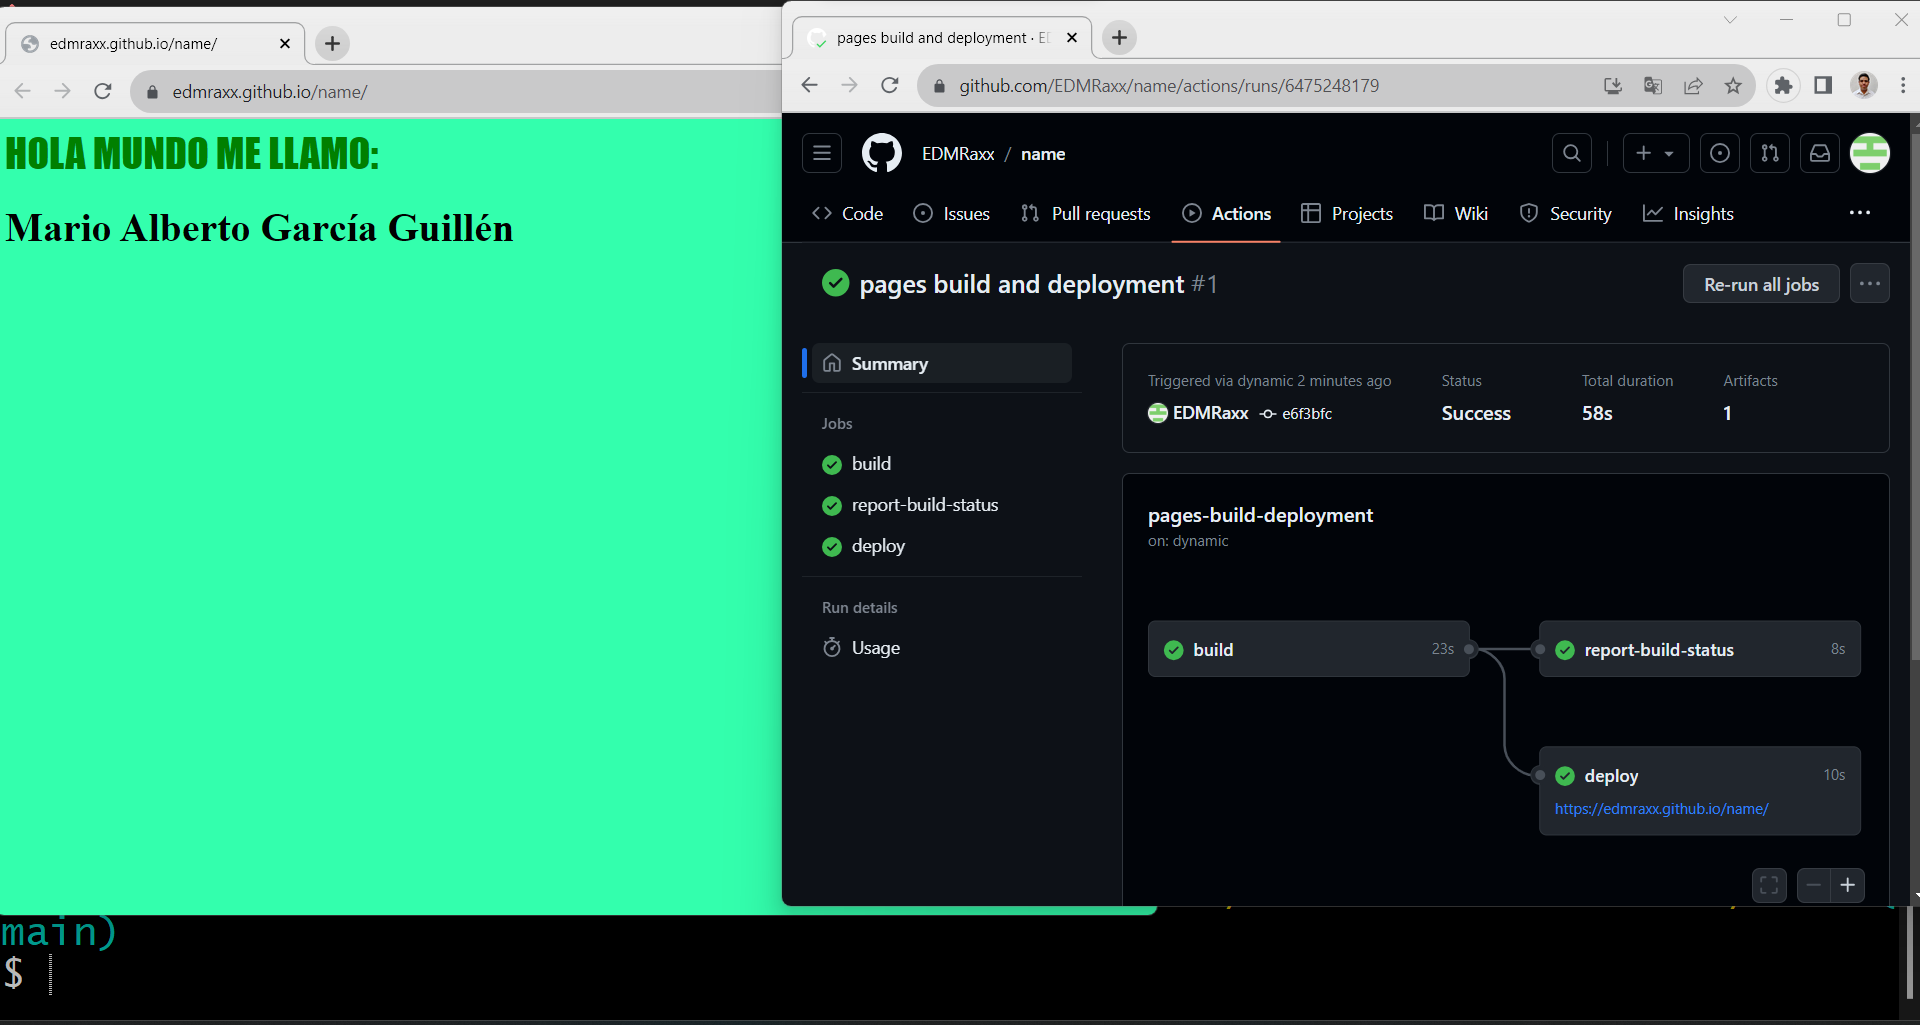 edmraxx.github.io/name/
edmraxx.github.io/name/
HOLA MUNDO ME LLAMO:
Mario Alberto García Guillén
main)
$
pages build and deployment · E
github.com/EDMRaxx/name/actions/runs/6475248179
EDMRaxx / name
Code Issues Pull requests Actions Projects Wiki Security Insights
pages build and deployment #1
Re-run all jobs
Summary
Jobs
build
report-build-status
deploy
Run details
Usage
Triggered via dynamic 2 minutes ago
EDMRaxx e6f3bfc
Status
Success
Total duration
58s
Artifacts
1
pages-build-deployment
on: dynamic
build 23s
report-build-status 8s
deploy 10s
https://edmraxx.github.io/name/